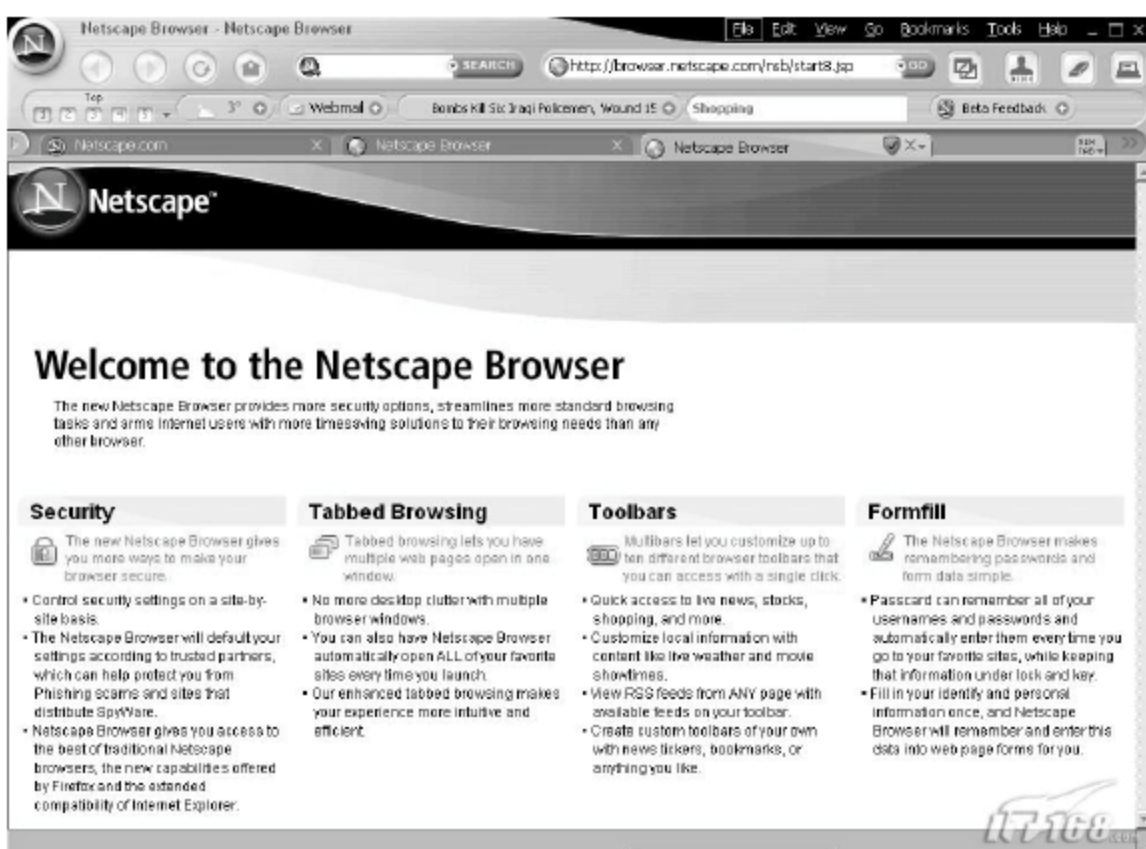 Netscape Browser - Netscape Browser
File Edit View Go Bookmarks Tools Help
SEARCH http://browser.netscape.com/nsb/start8.jsp GO
Top
1 2 3 4 5 3° Webmail Bombs Kill Six Iraqi Policemen, Wound 15 Shopping Beta Feedback
Netscape.com Netscape Browser Netscape Browser NEW TAB
N Netscape™
Welcome to the Netscape Browser
The new Netscape Browser provides more security options, streamlines more standard browsing
tasks and arms Internet users with more timesaving solutions to their browsing needs than any
other browser.
Security
The new Netscape Browser gives
you more ways to make your
browser secure.
• Control security settings on a site-by-
site basis.
• The Netscape Browser will default your
settings according to trusted partners,
which can help protect you from
Phishing scams and sites that
distribute SpyWare.
• Netscape Browser gives you access to
the best of traditional Netscape
browsers, the new capabilities offered
by Firefox and the extended
compatibility of Internet Explorer.
Tabbed Browsing
Tabbed browsing lets you have
multiple web pages open in one
window.
• No more desktop clutter with multiple
browser windows.
• You can also have Netscape Browser
automatically open ALL of your favorite
sites every time you launch.
• Our enhanced tabbed browsing makes
your experience more intuitive and
efficient.
Toolbars
Multibars let you customize up to
ten different browser toolbars that
you can access with a single click.
• Quick access to live news, stocks,
shopping, and more.
• Customize local information with
content like live weather and movie
showtimes.
• View RSS feeds from ANY page with
available feeds on your toolbar.
• Create custom toolbars of your own
with news tickers, bookmarks, or
anything you like.
Formfill
The Netscape Browser makes
remembering passwords and
form data simple.
• Passcard can remember all of your
usernames and passwords and
automatically enter them every time you
go to your favorite sites, while keeping
that information under lock and key.
• Fill in your identify and personal
information once, and Netscape
Browser will remember and enter this
data into web page forms for you.
IT168.com